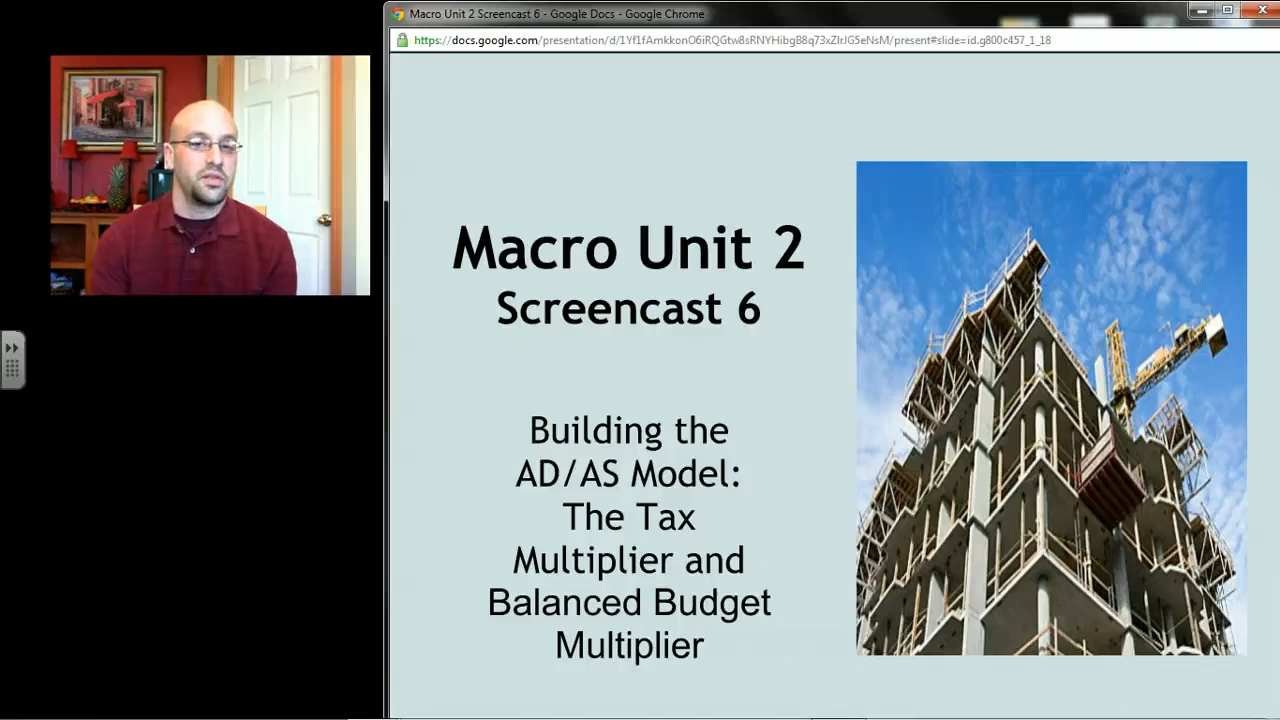 Macro Unit 2 Screencast 6 - Google Docs - Google Chrome
https://docs.google.com/presentation/d/1Yf1fAmkkonO6iRQGtw8sRNYHibgB8q73xZIrJG5eNsM/present#slide=id.g800c457_1_18
Macro Unit 2
Screencast 6
Building the
AD/AS Model:
The Tax
Multiplier and
Balanced Budget
Multiplier